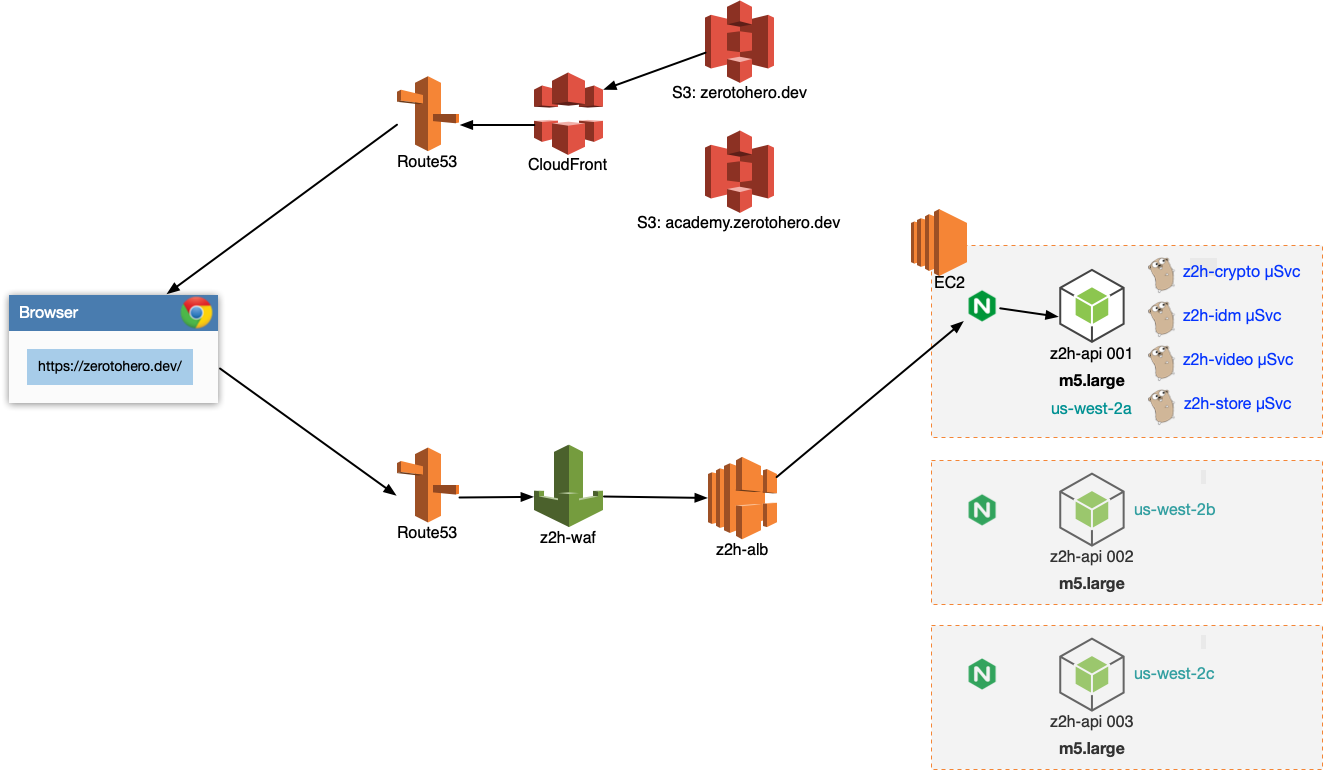 S3: zerotohero.dev
Route53
CloudFront
S3: academy.zerotohero.dev
EC2
z2h-crypto µSvc
Browser
N
z2h-idm µSvc
z2h-api 001
z2h-video µSvc
https://zerotohero.dev/
m5.large
us-west-2a
z2h-store µSvc
Route53
z2h-waf
z2h-alb
N
us-west-2b
z2h-api 002
m5.large
N
us-west-2c
z2h-api 003
m5.large